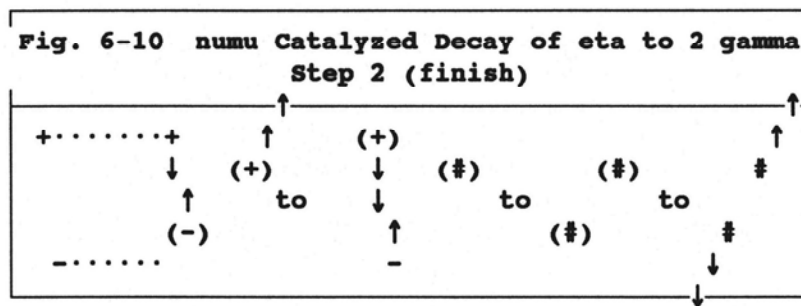 Fig. 6-10 numu Catalyzed Decay of eta to 2 gamma
Step 2 (finish)
↑ ↑
+·······+ ↑ (+) ↑
↓ (+) ↓ (#) (#) #
↑ to ↓ to to
(-) ↑ (#) #
-······ - ↓
↓